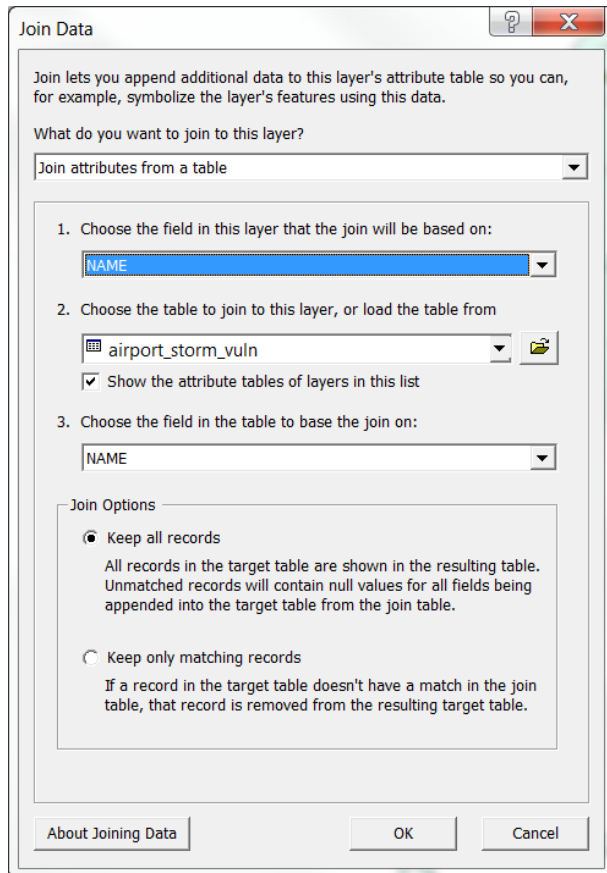 Join Data
Join lets you append additional data to this layer's attribute table so you can,
for example, symbolize the layer's features using this data.
What do you want to join to this layer?
Join attributes from a table
1. Choose the field in this layer that the join will be based on:
NAME
2. Choose the table to join to this layer, or load the table from
airport_storm_vuln
Show the attribute tables of layers in this list
3. Choose the field in the table to base the join on:
NAME
Join Options
Keep all records
All records in the target table are shown in the resulting table.
Unmatched records will contain null values for all fields being
appended into the target table from the join table.
Keep only matching records
If a record in the target table doesn't have a match in the join
table, that record is removed from the resulting target table.
About Joining Data
OK
Cancel